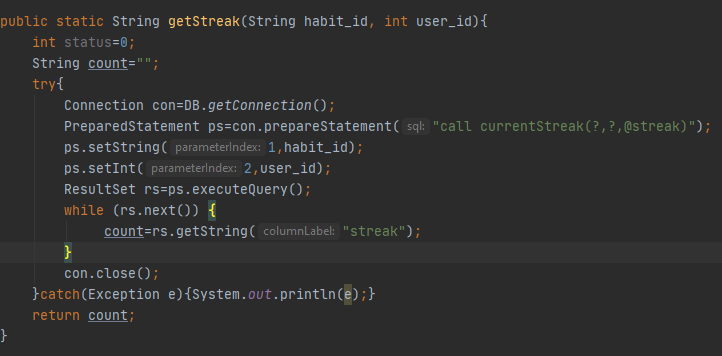 public static String getStreak(String habit_id, int user_id){
int status=0;
String count="";
try{
Connection con=DB.getConnection();
PreparedStatement ps=con.prepareStatement( sql: "call currentStreak(?,?,@streak)");
ps.setString( parameterIndex: 1,habit_id);
ps.setInt( parameterIndex: 2,user_id);
ResultSet rs=ps.executeQuery();
while (rs.next()) {
count=rs.getString( columnLabel: "streak");
}
con.close();
}catch(Exception e){System.out.println(e);}
return count;
}